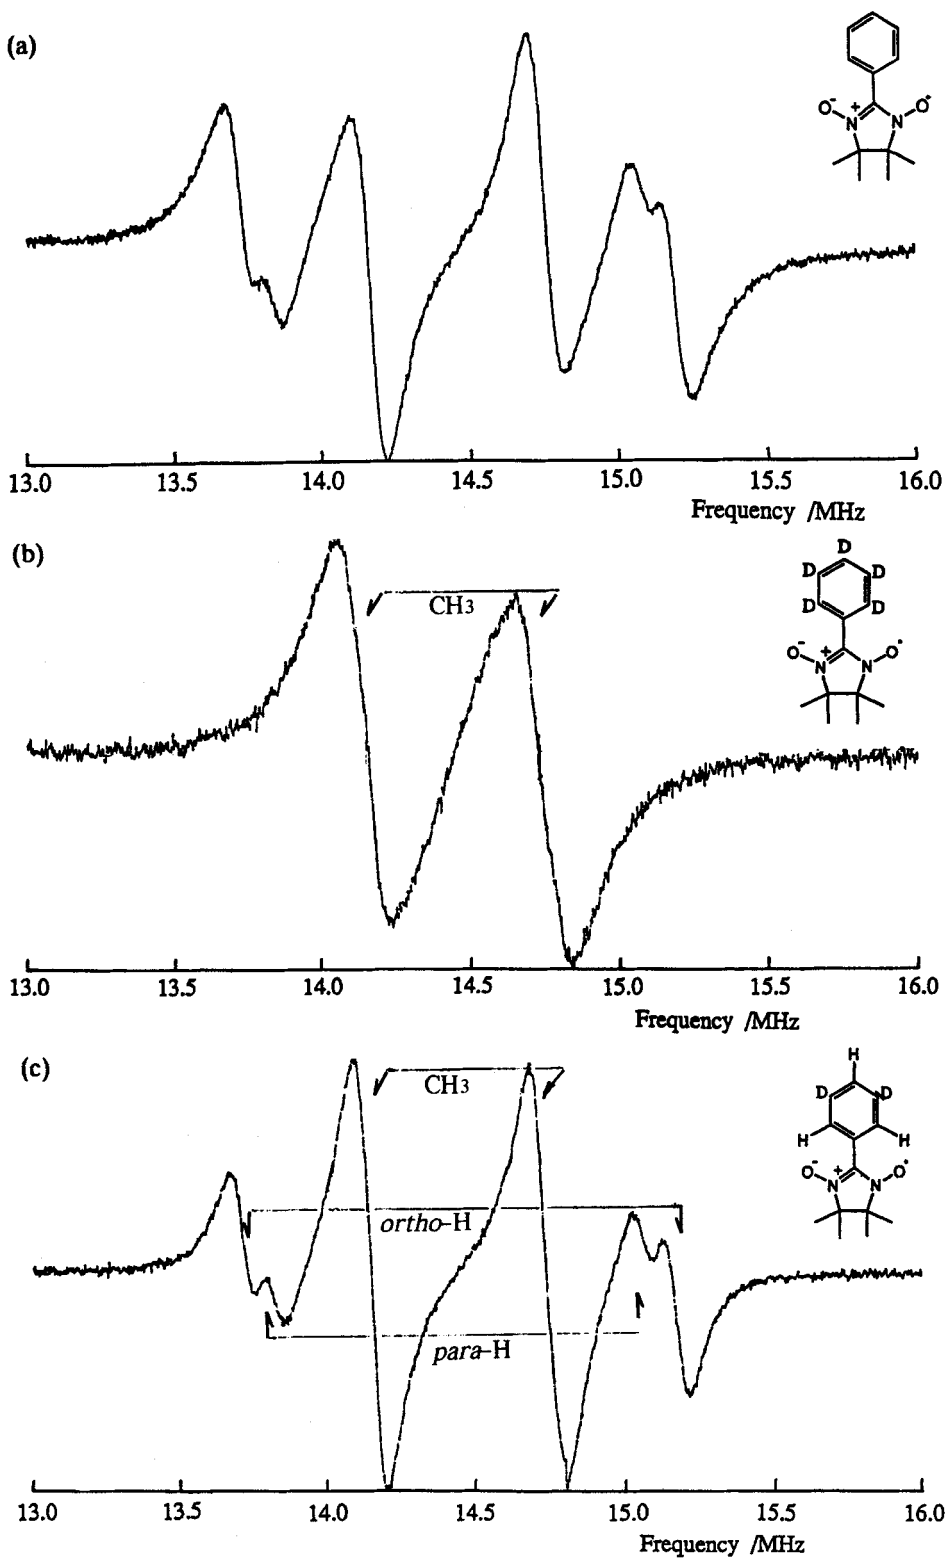 (a)
O⁻ N + N O•
13.0 13.5 14.0 14.5 15.0 15.5 16.0
Frequency /MHz
(b)
D
D D
D D
CH3
O⁻ N + N O•
13.0 13.5 14.0 14.5 15.0 15.5 16.0
Frequency /MHz
(c)
H
D D
CH3
H H
O⁻ N + N O•
ortho-H
para-H
13.0 13.5 14.0 14.5 15.0 15.5 16.0
Frequency /MHz